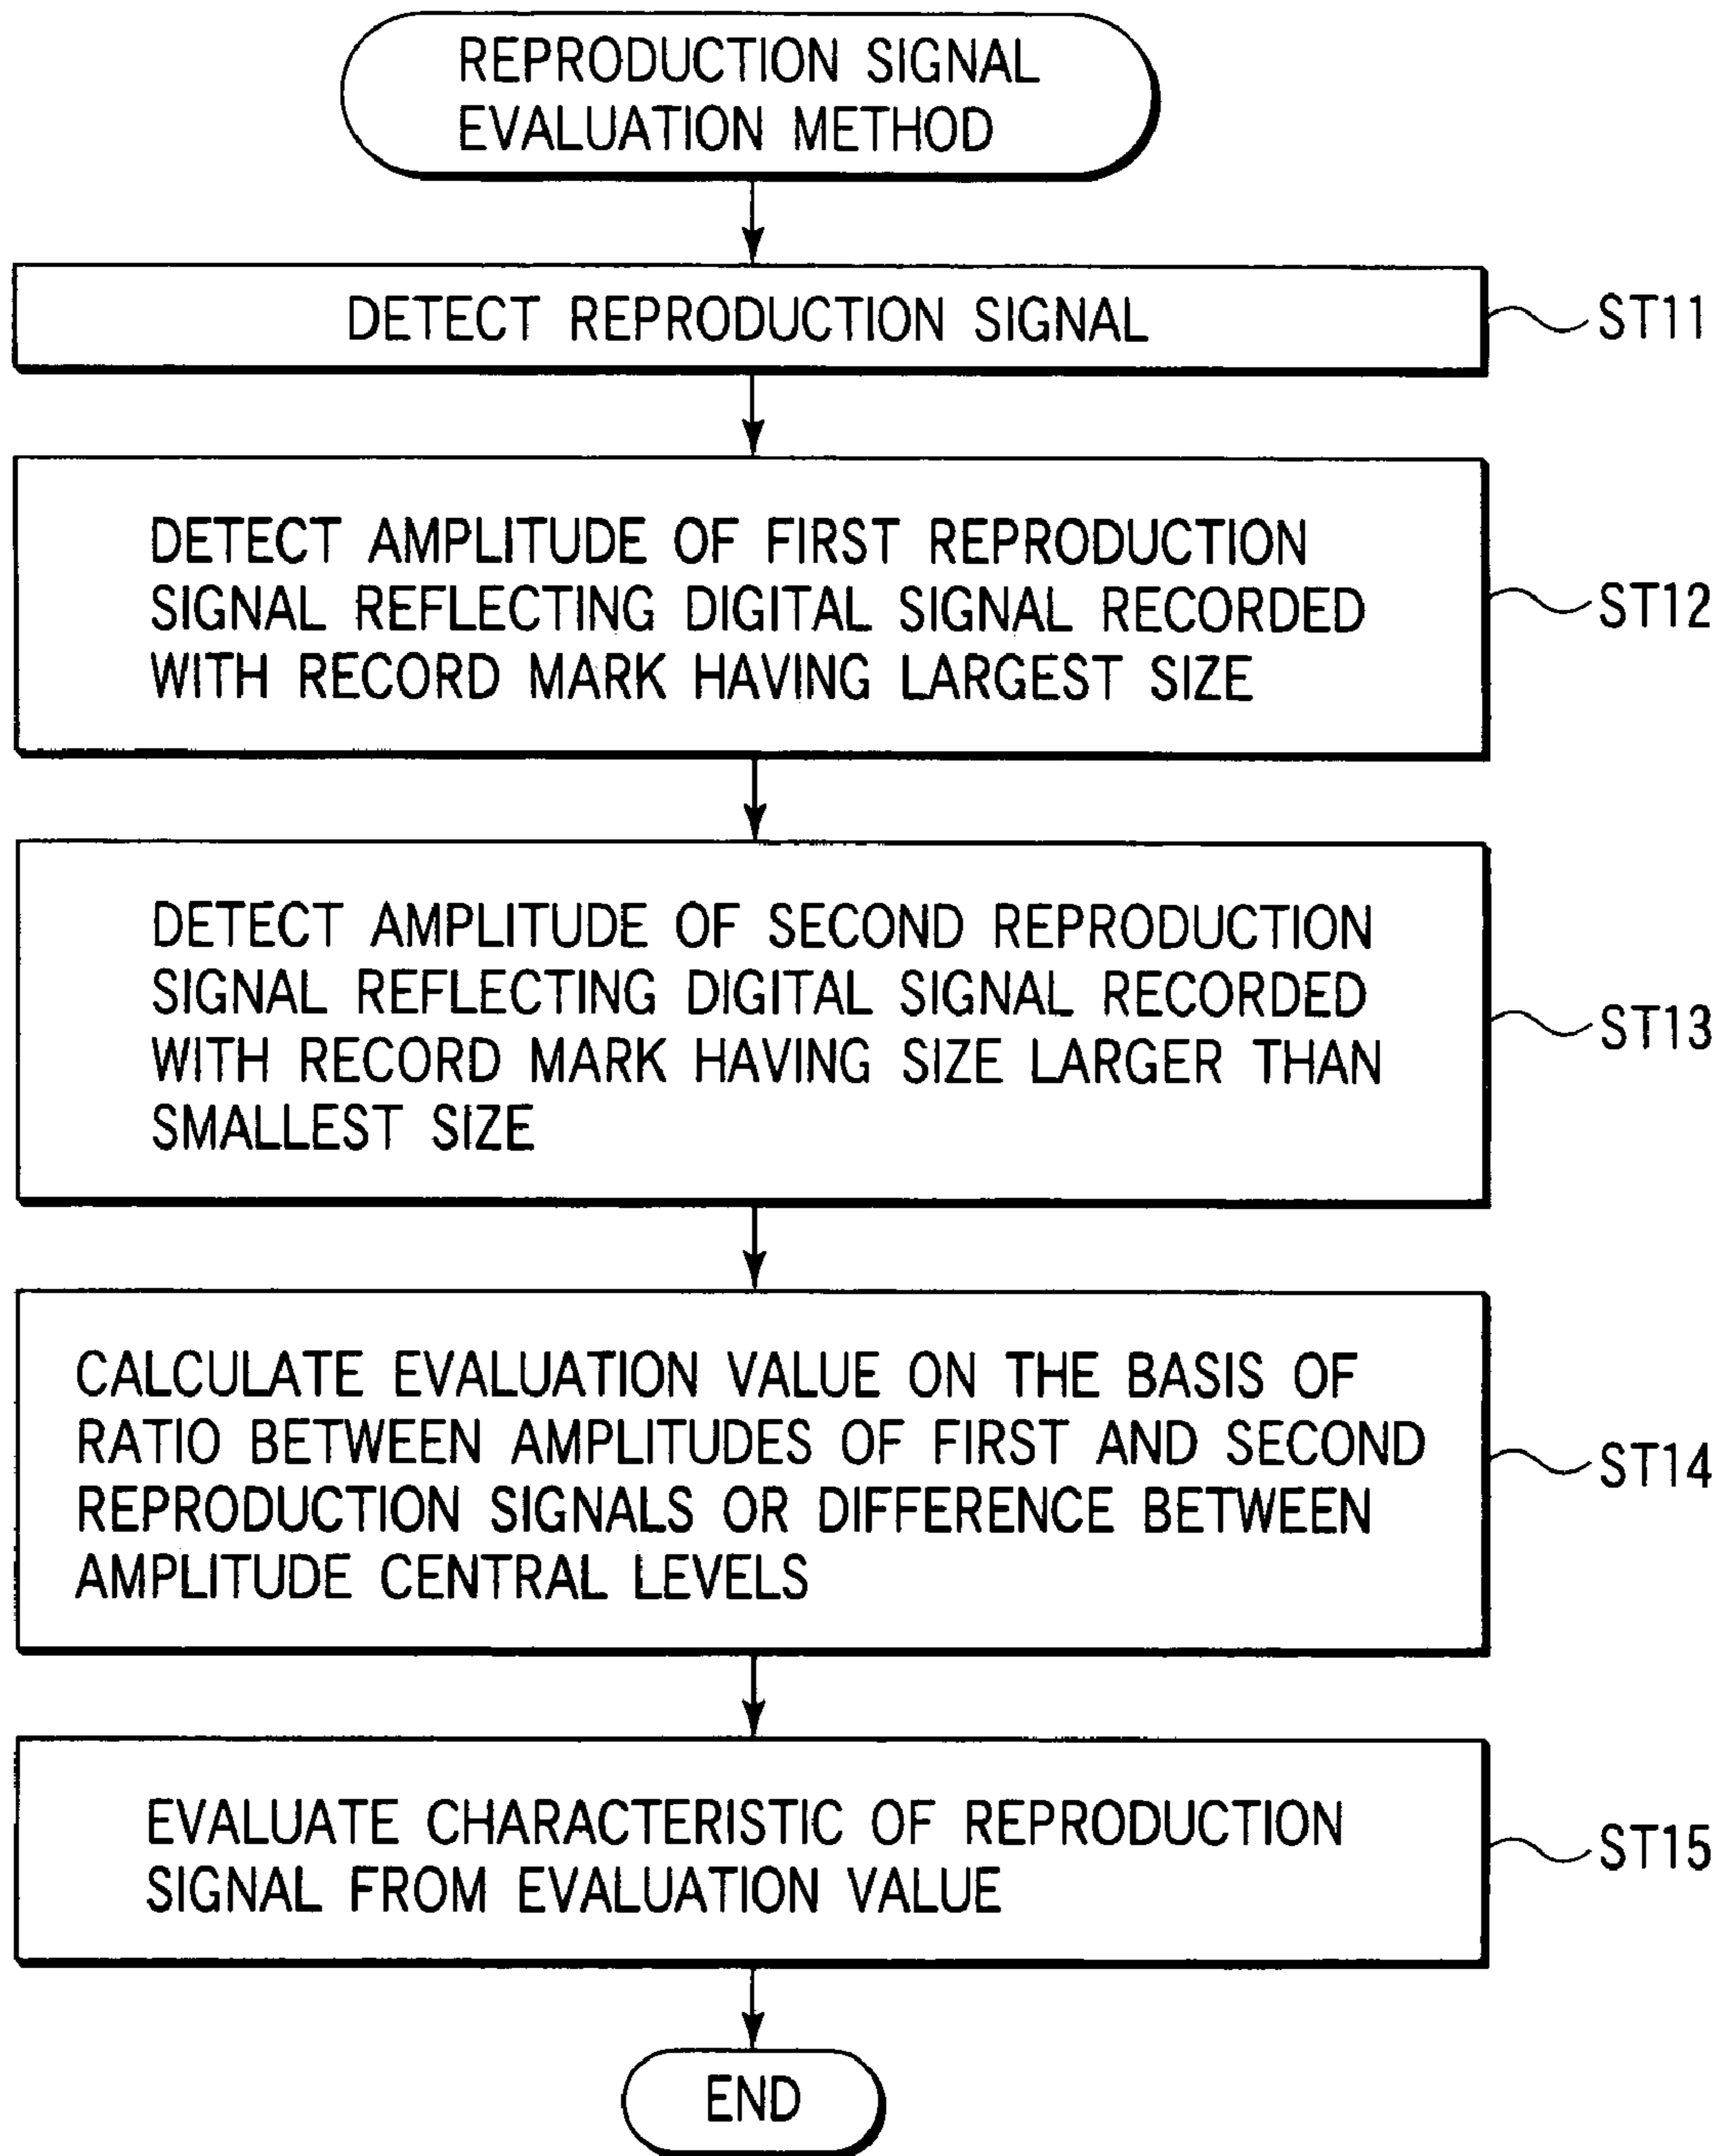 REPRODUCTION SIGNAL
EVALUATION METHOD
DETECT REPRODUCTION SIGNAL
ST11
DETECT AMPLITUDE OF FIRST REPRODUCTION
SIGNAL REFLECTING DIGITAL SIGNAL RECORDED
WITH RECORD MARK HAVING LARGEST SIZE
ST12
DETECT AMPLITUDE OF SECOND REPRODUCTION
SIGNAL REFLECTING DIGITAL SIGNAL RECORDED
WITH RECORD MARK HAVING SIZE LARGER THAN
SMALLEST SIZE
ST13
CALCULATE EVALUATION VALUE ON THE BASIS OF
RATIO BETWEEN AMPLITUDES OF FIRST AND SECOND
REPRODUCTION SIGNALS OR DIFFERENCE BETWEEN
AMPLITUDE CENTRAL LEVELS
ST14
EVALUATE CHARACTERISTIC OF REPRODUCTION
SIGNAL FROM EVALUATION VALUE
ST15
END